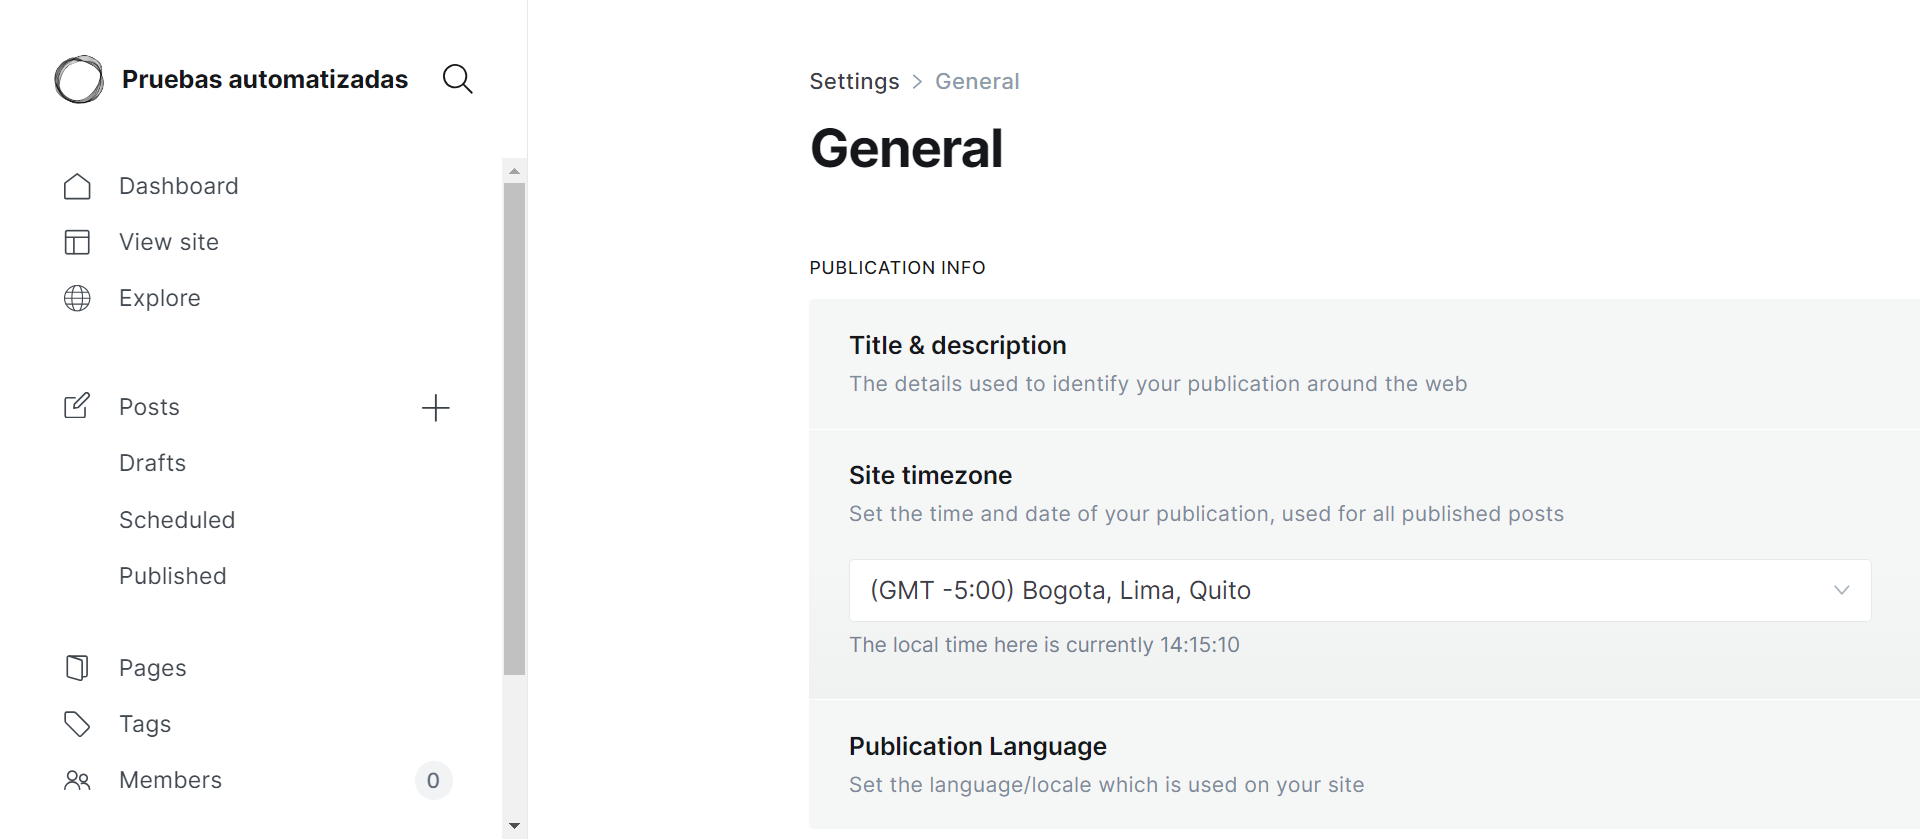 Pruebas automatizadas
Dashboard
View site
Explore
Posts
Drafts
Scheduled
Published
Pages
Tags
Members 0
Settings > General
General
PUBLICATION INFO
Title & description
The details used to identify your publication around the web
Site timezone
Set the time and date of your publication, used for all published posts
(GMT -5:00) Bogota, Lima, Quito
The local time here is currently 14:15:10
Publication Language
Set the language/locale which is used on your site